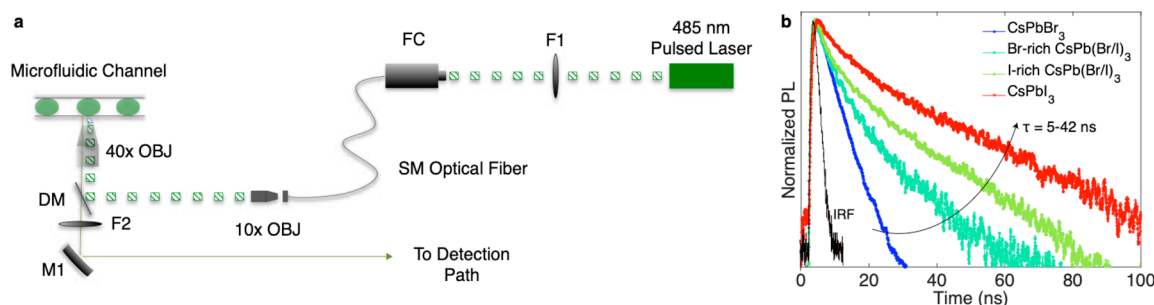 a
485 nm
Pulsed Laser
FC
F1
Microfluidic Channel
40x OBJ
SM Optical Fiber
DM
F2
10x OBJ
M1
To Detection
Path
b
CsPbBr3
Br-rich CsPb(Br/I)3
I-rich CsPb(Br/I)3
CsPbI3
τ = 5-42 ns
IRF
Normalized PL
0
20
40
60
80
100
Time (ns)